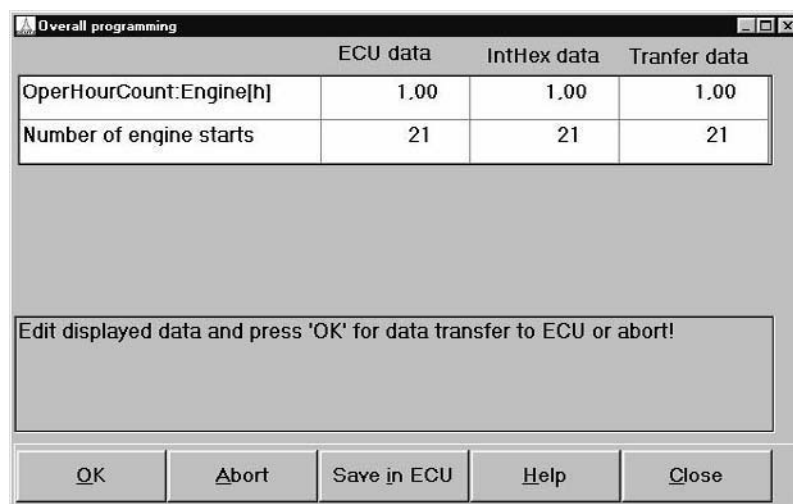 Overall programming
ECU data IntHex data Tranfer data
OperHourCount:Engine[h] 1,00 1,00 1,00
Number of engine starts 21 21 21
Edit displayed data and press 'OK' for data transfer to ECU or abort!
OK Abort Save in ECU Help Close